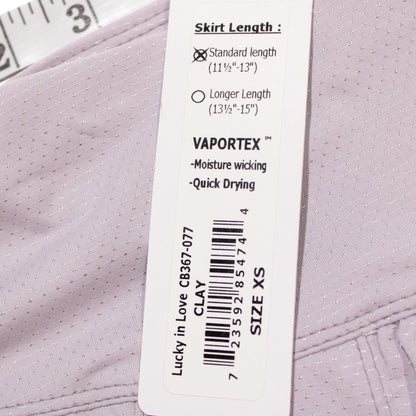 2
3
Skirt Length :
Standard length
(11½"-13")
Longer Length
(13½"-15")
VAPORTEX™
-Moisture wicking
-Quick Drying
Lucky in Love CB367-077
CLAY
7 23592 85474 4
SIZE XS